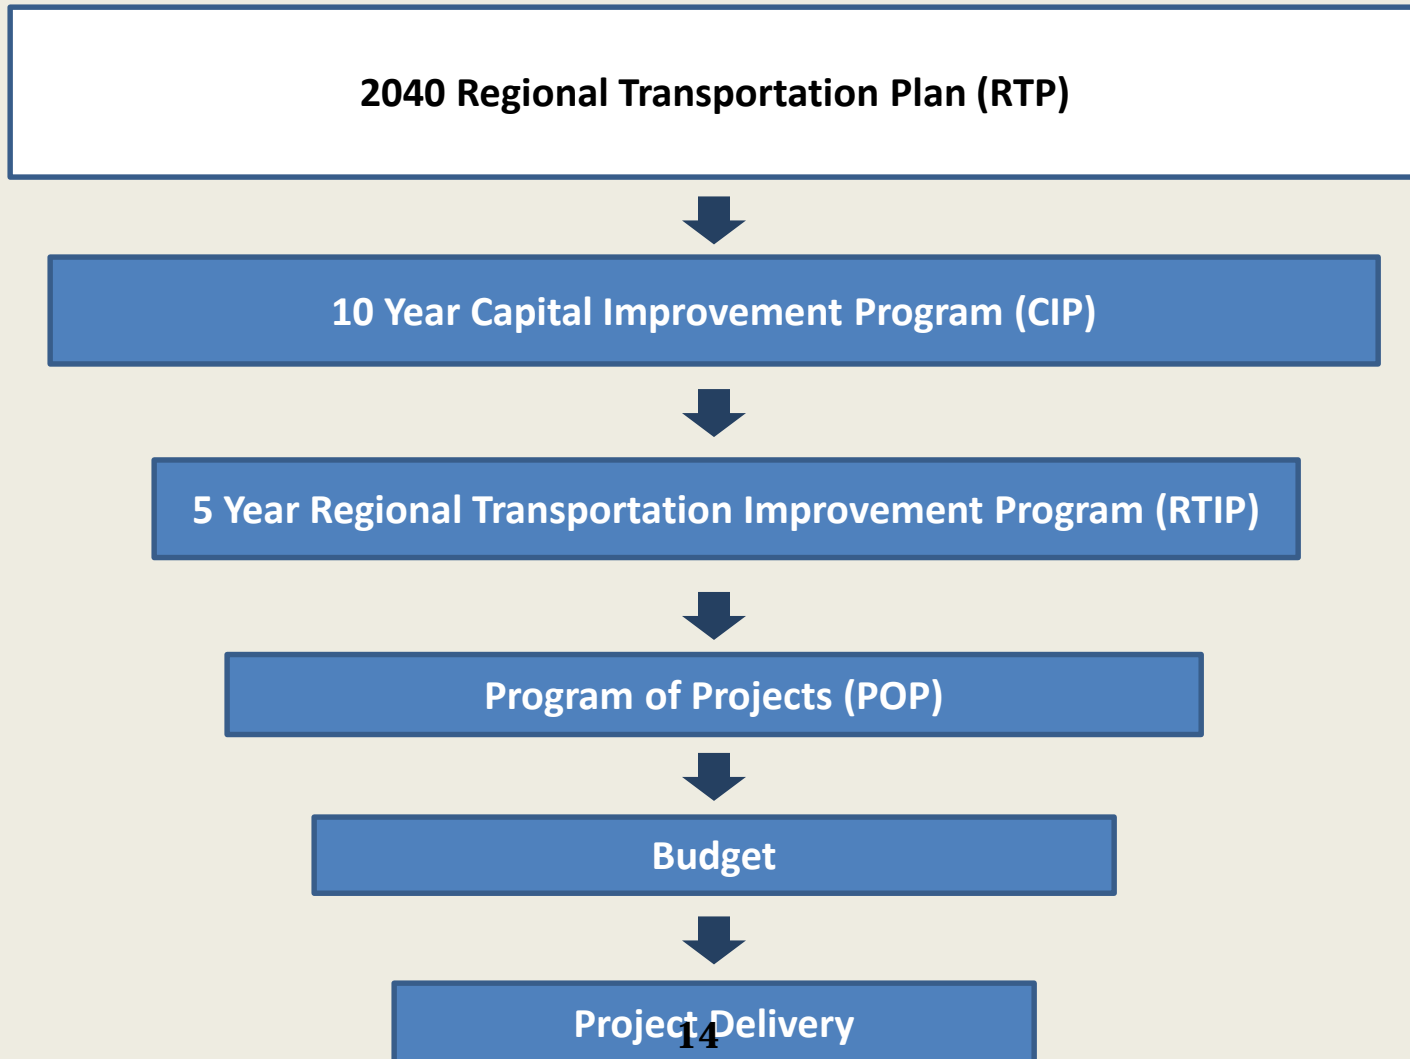 2040 Regional Transportation Plan (RTP)
10 Year Capital Improvement Program (CIP)
5 Year Regional Transportation Improvement Program (RTIP)
Program of Projects (POP)
Budget
Project Delivery
14